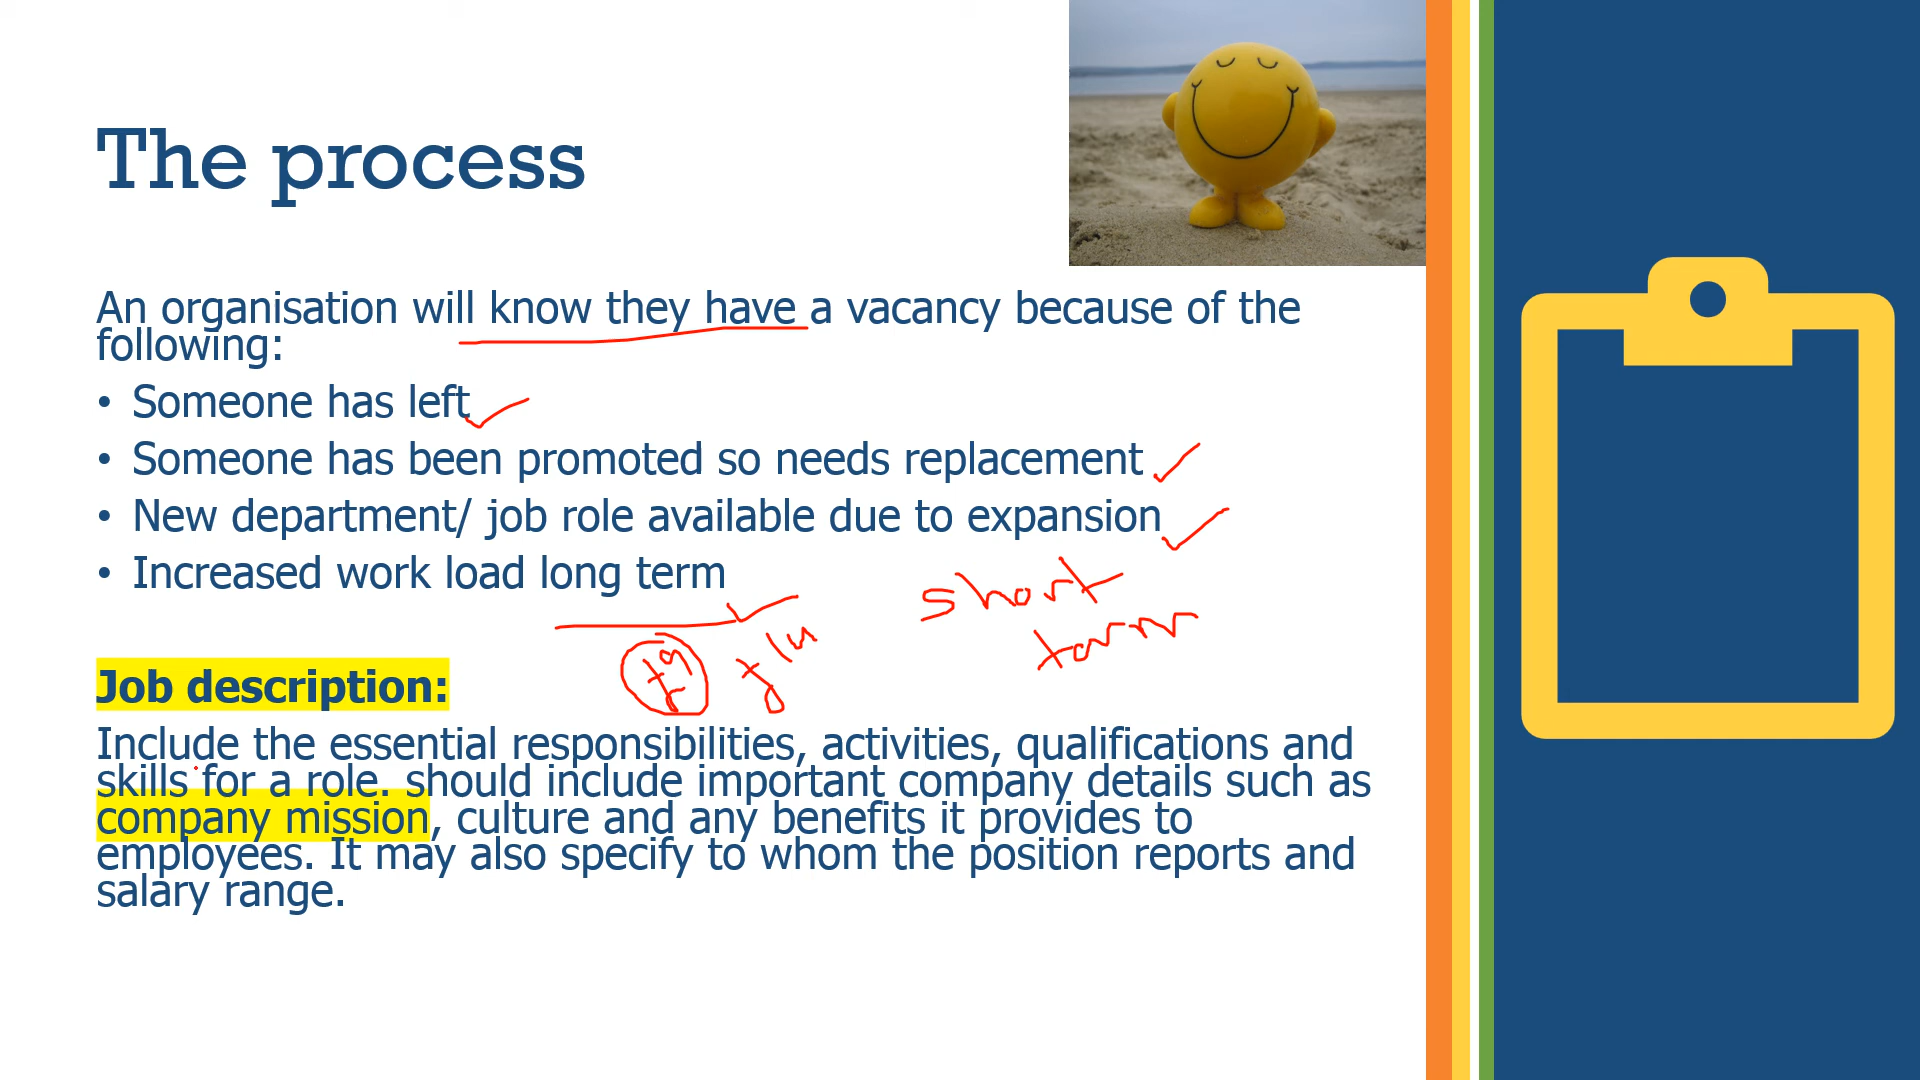 The process
An organisation will know they have a vacancy because of the
following:
• Someone has left
• Someone has been promoted so needs replacement
• New department/ job role available due to expansion
• Increased work load long term
short
term
Job description:
Include the essential responsibilities, activities, qualifications and
skills for a role. should include important company details such as
company mission, culture and any benefits it provides to
employees. It may also specify to whom the position reports and
salary range.